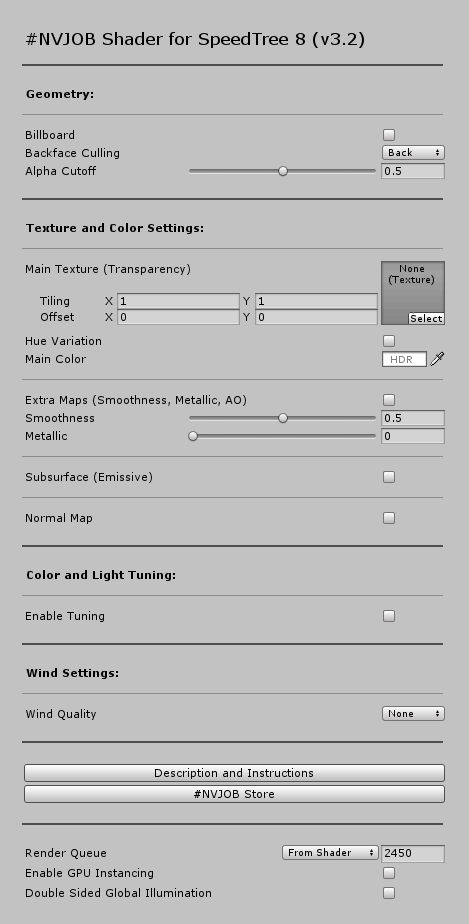 #NVJOB Shader for SpeedTree 8 (v3.2)
Geometry:
Billboard
Backface Culling Back
Alpha Cutoff 0.5
Texture and Color Settings:
Main Texture (Transparency) None
(Texture)
Tiling X 1 Y 1
Offset X 0 Y 0 Select
Hue Variation
Main Color HDR
Extra Maps (Smoothness, Metallic, AO)
Smoothness 0.5
Metallic 0
Subsurface (Emissive)
Normal Map
Color and Light Tuning:
Enable Tuning
Wind Settings:
Wind Quality None
Description and Instructions
#NVJOB Store
Render Queue From Shader 2450
Enable GPU Instancing
Double Sided Global Illumination